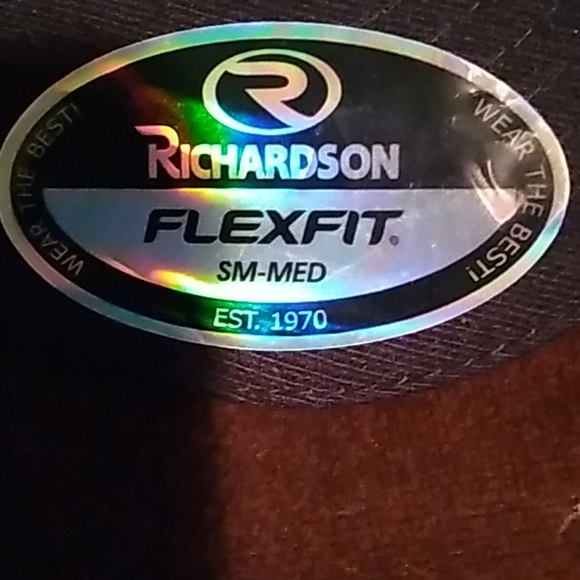 R
RICHARDSON
FLEXFIT®
SM-MED
EST. 1970
WEAR THE BEST!
WEAR THE BEST!